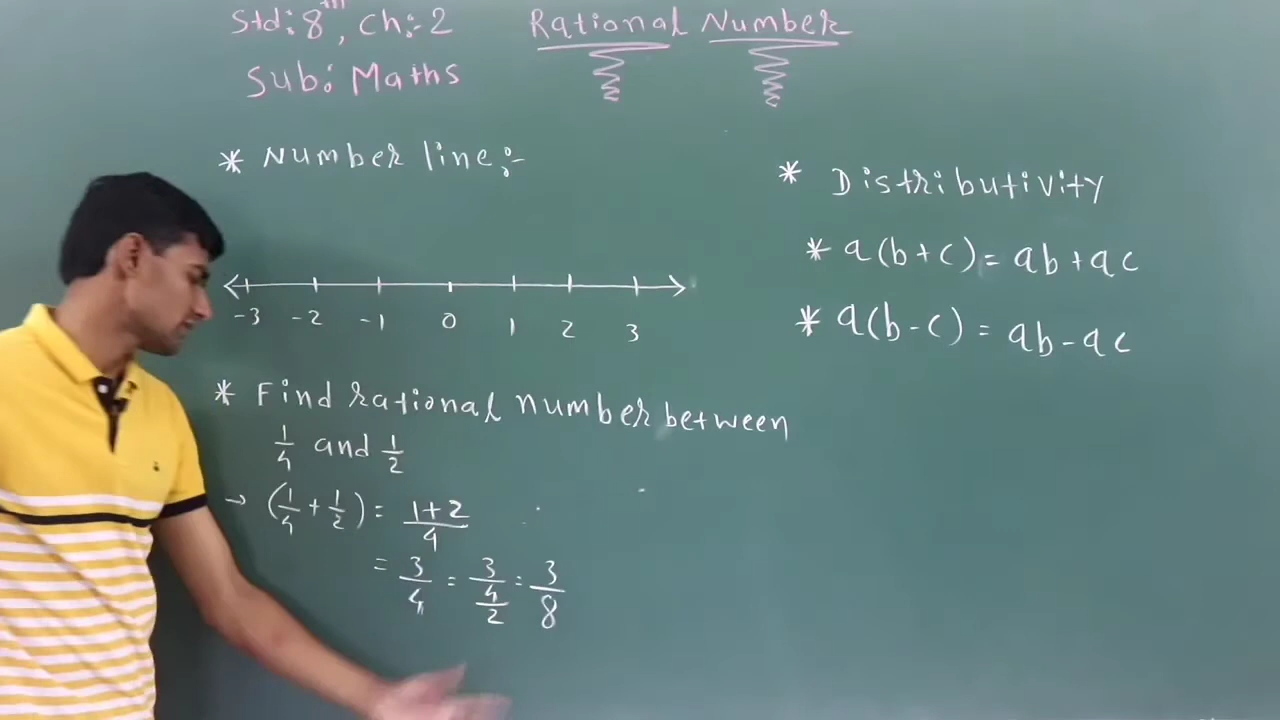 Std: 8th, Ch:- 2
Sub: Maths
Rational Number
* Number line:-
-3 -2 -1 0 1 2 3
* Find rational number between
1/4 and 1/2
→ (1/4 + 1/2) = 1+2/4
= 3/4 = 3/4/2 = 3/8
* Distributivity
* a(b+c) = ab+ac
* a(b-c) = ab-ac